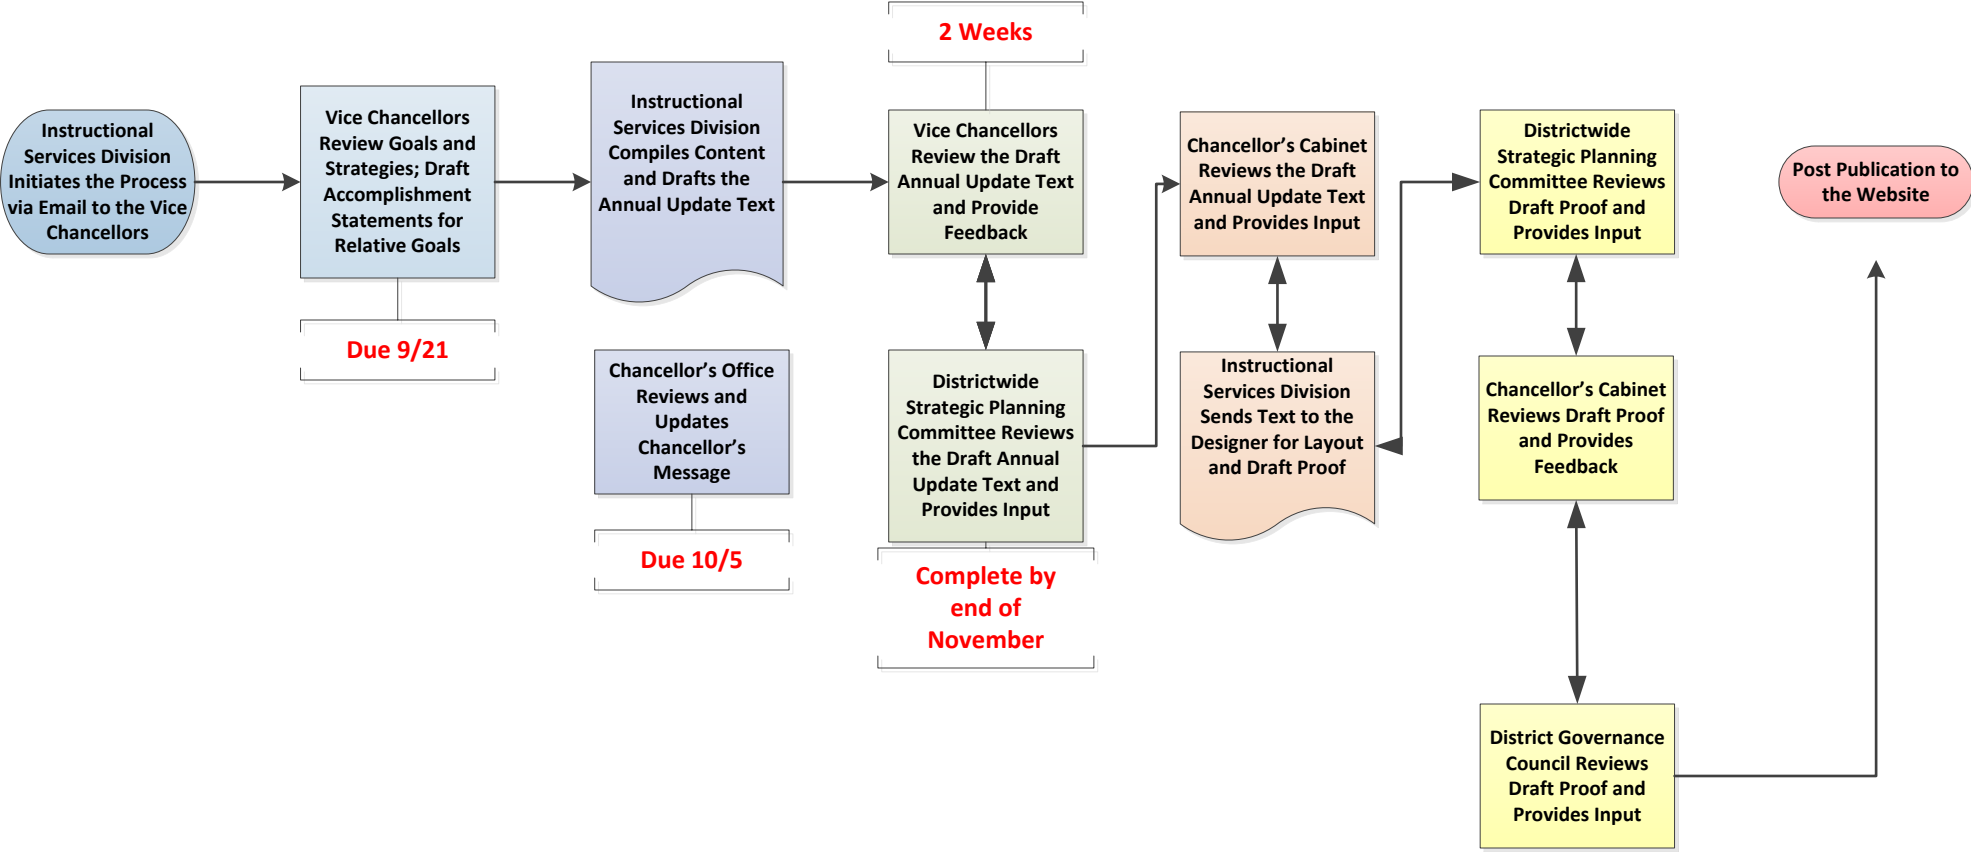 Instructional
Services Division
Initiates the Process
via Email to the Vice
Chancellors
Vice Chancellors
Review Goals and
Strategies; Draft
Accomplishment
Statements for
Relative Goals
Due 9/21
Instructional
Services Division
Compiles Content
and Drafts the
Annual Update Text
Chancellor’s Office
Reviews and
Updates
Chancellor’s
Message
Due 10/5
2 Weeks
Vice Chancellors
Review the Draft
Annual Update Text
and Provide
Feedback
Districtwide
Strategic Planning
Committee Reviews
the Draft Annual
Update Text and
Provides Input
Complete by
end of
November
Chancellor’s Cabinet
Reviews the Draft
Annual Update Text
and Provides Input
Instructional
Services Division
Sends Text to the
Designer for Layout
and Draft Proof
Districtwide
Strategic Planning
Committee Reviews
Draft Proof and
Provides Input
Chancellor’s Cabinet
Reviews Draft Proof
and Provides
Feedback
District Governance
Council Reviews
Draft Proof and
Provides Input
Post Publication to
the Website